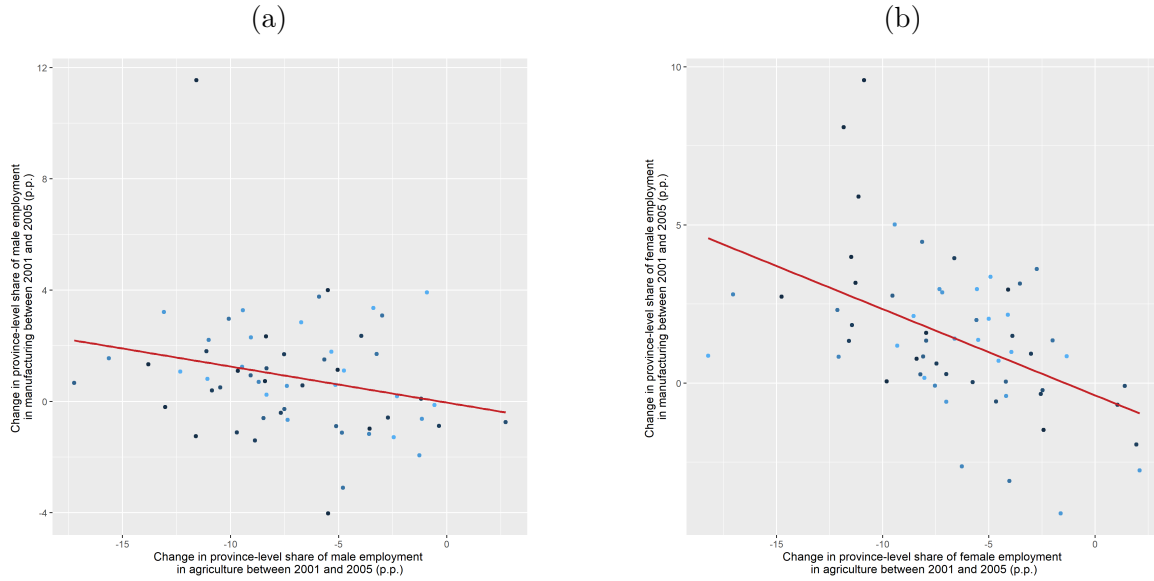 (a)
(b)
Change in province-level share of male employment
in manufacturing between 2001 and 2005 (p.p.)
12
8
4
0
-4
-15
-10
-5
0
Change in province-level share of male employment
in agriculture between 2001 and 2005 (p.p.)
Change in province-level share of female employment
in manufacturing between 2001 and 2005 (p.p.)
10
5
0
-15
-10
-5
0
Change in province-level share of female employment
in agriculture between 2001 and 2005 (p.p.)